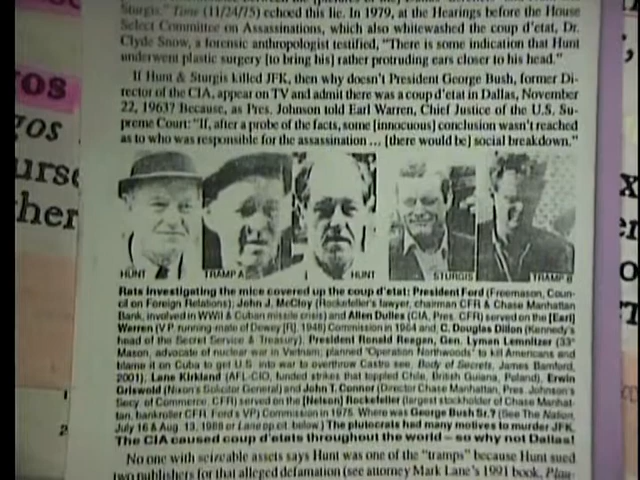 Sturgis." Time (11/24/75) echoed this lie. In 1979, at the Hearings before the House
Select Committee on Assassinations, which also whitewashed the coup d'etat, Dr.
Clyde Snow, a forensic anthropologist testified, "There is some indication that Hunt
underwent plastic surgery [to bring his] rather protruding ears closer to his head."
If Hunt & Sturgis killed JFK, then why doesn't President George Bush, former Di-
rector of the CIA, appear on TV and admit there was a coup d'etat in Dallas, November
22, 1963? Because, as Pres. Johnson told Earl Warren, Chief Justice of the U.S. Su-
preme Court: "If, after a probe of the facts, some [innocuous] conclusion wasn't reached
as to who was responsible for the assassination ... [there would be] social breakdown."
HUNT TRAMP A HUNT STURGIS TRAMP B
Rats investigating the mice covered up the coup d'etat: President Ford (Freemason, Coun-
cil on Foreign Relations); John J. McCloy (Rockefeller's lawyer, chairman CFR & Chase Manhattan
Bank, involved in WWII & Cuban missile crisis) and Allen Dulles (CIA, Pres. CFR) served on the [Earl]
Warren (V.P. running-mate of Dewey [R], 1948) Commission in 1964 and, C. Douglas Dillon (Kennedy's
head of the Secret Service & Treasury). President Ronald Reagan, Gen. Lyman Lemnitzer (33°
Mason, advocate of nuclear war in Vietnam; planned "Operation Northwoods" to kill Americans and
blame it on Cuba to get U.S. into war to overthrow Castro see, Body of Secrets, James Bamford,
2001), Lane Kirkland (AFL-CIO, funded strikes that toppled Chile, British Guiana, Poland), Erwin
Griswold (Nixon's Solicitor General) and John T. Connor (Director Chase Manhattan, Pres. Johnson's
Secy. of Commerce, CFR) served on the [Nelson] Rockefeller (largest stockholder of Chase Manhat-
tan, bankroller CFR, Ford's VP) Commission in 1975. Where was George Bush Sr.? (See The Nation,
July 16 & Aug. 13, 1988 or Lane op.cit. below.) The plutocrats had many motives to murder JFK.
The CIA caused coup d'etats throughout the world – so why not Dallas!
No one with seizeable assets says Hunt was one of the "tramps" because Hunt sued
two publishers for that alleged defamation (see attorney Mark Lane's 1991 book, Plau-